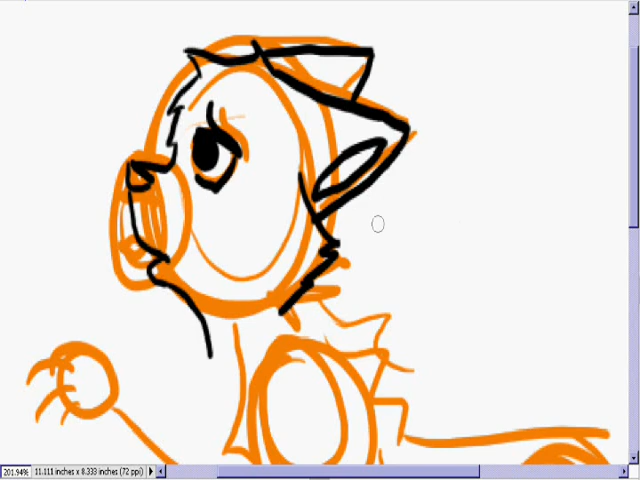 201.94% 11.111 inches x 8.333 inches (72 ppi)